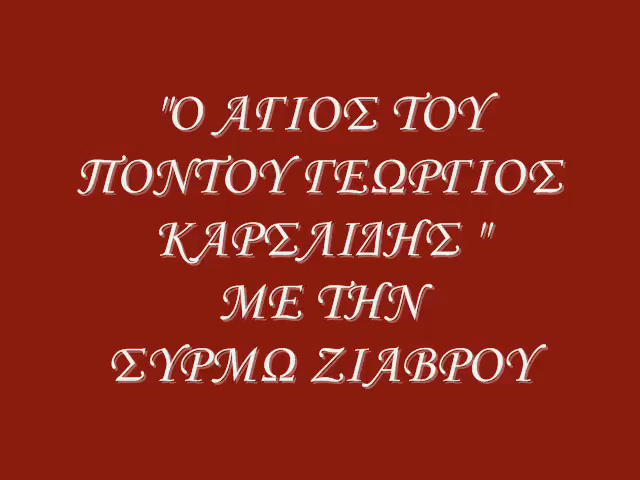 "Ο ΑΓΙΟΣ ΤΟΥ
ΠΟΝΤΟΥ ΓΕΩΡΓΙΟΣ
ΚΑΡΣΛΙΔΗΣ "
ΜΕ ΤΗΝ
ΣΥΡΜΩ ΖΙΑΒΡΟΥ